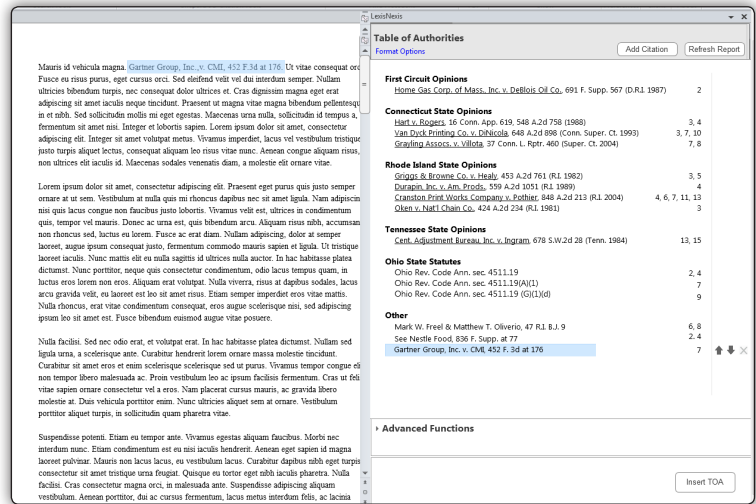 LexisNexis
Table of Authorities
Format Options
Add Citation
Refresh Report
Mauris id vehicula magna. Gartner Group, Inc.,v. CMI, 452 F.3d at 176. Ut vitae consequat orc
Fusce eu risus purus, eget cursus orci. Sed eleifend velit vel dui interdum semper. Nullam
ultricies bibendum turpis, nec consequat dolor ultrices et. Cras dignissim magna eget erat
adipiscing sit amet iaculis neque tincidunt. Praesent ut magna vitae magna bibendum pellentesqu
in et nibh. Sed sollicitudin mollis mi eget egestas. Maecenas urna nulla, sollicitudin id tempus a,
fermentum sit amet nisi. Integer et lobortis sapien. Lorem ipsum dolor sit amet, consectetur
adipiscing elit. Integer sit amet volutpat metus. Vivamus imperdiet, lacus vel vestibulum tristique
justo turpis aliquet lectus, consequat aliquam leo risus vitae nunc. Aenean congue aliquam risus,
non ultrices elit iaculis id. Maecenas sodales venenatis diam, a molestie elit ornare vitae.
Lorem ipsum dolor sit amet, consectetur adipiscing elit. Praesent eget purus quis justo semper
ornare at ut sem. Vestibulum at nulla quis mi rhoncus dapibus nec sit amet ligula. Nam adipiscin
nisi quis lacus congue non faucibus justo lobortis. Vivamus velit est, ultrices in condimentum
quis, tempor vel mauris. Donec ac urna est, quis bibendum arcu. Aliquam risus nibh, accumsan
non rhoncus sed, luctus eu lorem. Fusce ac erat diam. Nullam adipiscing, dolor at semper
laoreet, augue ipsum consequat justo, fermentum commodo mauris sapien et ligula. Ut tristique
laoreet iaculis. Nunc mattis elit eu nulla sagittis id ultrices nulla auctor. In hac habitasse platea
dictumst. Nunc porttitor, neque quis consectetur condimentum, odio lacus tempus quam, in
luctus eros lorem non eros. Aliquam erat volutpat. Nulla viverra, risus at dapibus sodales, lacus
arcu gravida velit, eu laoreet est leo sit amet risus. Etiam semper imperdiet eros vitae mattis.
Nulla rhoncus, erat vitae condimentum consequat, eros augue scelerisque nisi, sed adipiscing
ipsum leo sit amet est. Fusce bibendum euismod augue vitae posuere.
Nulla facilisi. Sed nec odio erat, et volutpat erat. In hac habitasse platea dictumst. Nullam sed
ligula urna, a scelerisque ante. Curabitur hendrerit lorem ornare massa molestie tincidunt.
Curabitur sit amet eros et enim scelerisque scelerisque sed ut purus. Vivamus tempor congue eli
non tempor libero malesuada ac. Proin vestibulum leo ac ipsum facilisis fermentum. Cras ut feli
vitae sapien ornare consectetur vel a eros. Nam placerat cursus mauris, ac gravida libero
molestie at. Duis vehicula porttitor enim. Nunc ultricies aliquet sem at ornare. Vestibulum
porttitor aliquet turpis, in sollicitudin quam pharetra vitae.
Suspendisse potenti. Etiam eu tempor ante. Vivamus egestas aliquam faucibus. Morbi nec
interdum nunc. Etiam condimentum est eu nisi iaculis hendrerit. Aenean eget sapien id magna
laoreet pulvinar. Mauris non lacus lacus, eu vestibulum lacus. Curabitur dapibus nibh eget turpis
consectetur sit amet tristique urna feugiat. Quisque eu tortor eget nibh iaculis pharetra. Nulla
facilisi. Cras consectetur magna orci, in malesuada ante. Suspendisse adipiscing aliquam
vestibulum. Aenean porttitor, dui ac cursus fermentum, lacus metus interdum felis, ac lacinia
First Circuit Opinions
Home Gas Corp. of Mass., Inc. v. DeBlois Oil Co., 691 F. Supp. 567 (D.R.I. 1987) 2
Connecticut State Opinions
Hart v. Rogers, 16 Conn. App. 619, 548 A.2d 758 (1988) 3, 4
Van Dyck Printing Co. v. DiNicola, 648 A.2d 898 (Conn. Super. Ct. 1993) 3, 7, 10
Grayling Assocs. v. Villota, 37 Conn. L. Rptr. 460 (Super. Ct. 2004) 7, 8
Rhode Island State Opinions
Griggs & Browne Co. v. Healy, 453 A.2d 761 (R.I. 1982) 3, 5
Durapin, Inc. v. Am. Prods., 559 A.2d 1051 (R.I. 1989) 4
Cranston Print Works Company v. Pothier, 848 A.2d 213 (R.I. 2004) 4, 6, 7, 11, 13
Oken v. Nat'l Chain Co., 424 A.2d 234 (R.I. 1981) 3
Tennessee State Opinions
Cent. Adjustment Bureau, Inc. v. Ingram, 678 S.W.2d 28 (Tenn. 1984) 13, 15
Ohio State Statutes
Ohio Rev. Code Ann. sec. 4511.19 2, 4
Ohio Rev. Code Ann. sec. 4511.19(A)(1) 7
Ohio Rev. Code Ann. sec. 4511.19 (G)(1)(d) 9
Other
Mark W. Freel & Matthew T. Oliverio, 47 R.I. B.J. 9 6, 8
See Nestle Food, 836 F. Supp. at 77 2. 4
Gartner Group, Inc. v. CMI, 452 F. 3d at 176 7
Advanced Functions
Insert TOA